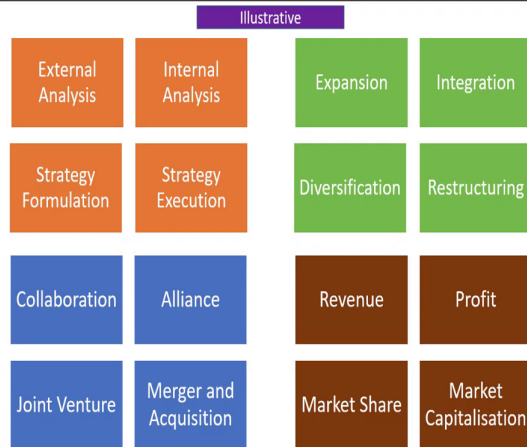 Illustrative
External
Analysis
Internal
Analysis
Expansion
Integration
Strategy
Formulation
Strategy
Execution
Diversification
Restructuring
Collaboration
Alliance
Revenue
Profit
Joint Venture
Merger and
Acquisition
Market Share
Market
Capitalisation